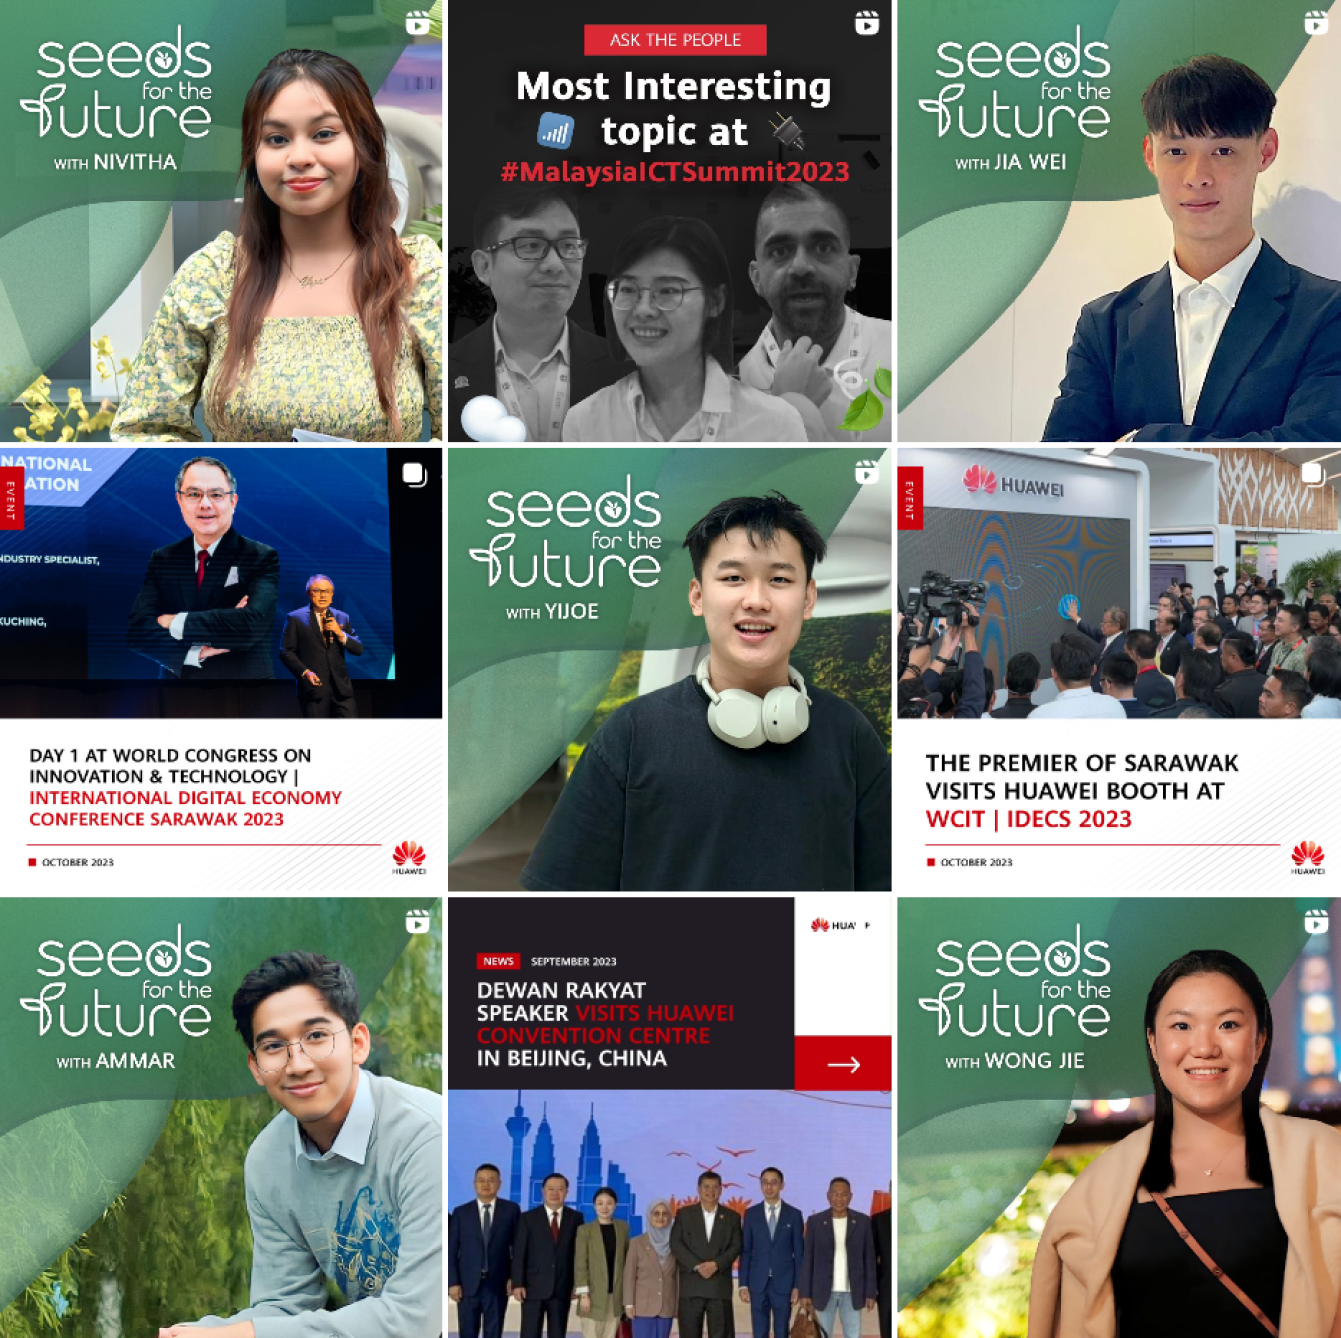 seeds
for the
future
WITH NIVITHA
ASK THE PEOPLE
Most Interesting
topic at
#MalaysiaICTSummit2023
seeds
for the
future
WITH JIA WEI
NATIONAL
ATION
EVENT
NDUSTRY SPECIALIST,
KUCHING,
DAY 1 AT WORLD CONGRESS ON
INNOVATION & TECHNOLOGY |
INTERNATIONAL DIGITAL ECONOMY
CONFERENCE SARAWAK 2023
OCTOBER 2023
HUAWEI
seeds
for the
future
WITH YIJOE
EVENT
HUAWEI
THE PREMIER OF SARAWAK
VISITS HUAWEI BOOTH AT
WCIT | IDECS 2023
OCTOBER 2023
HUAWEI
seeds
for the
future
WITH AMMAR
HUA
NEWS SEPTEMBER 2023
DEWAN RAKYAT
SPEAKER VISITS HUAWEI
CONVENTION CENTRE
IN BEIJING, CHINA
seeds
for the
future
WITH WONG JIE